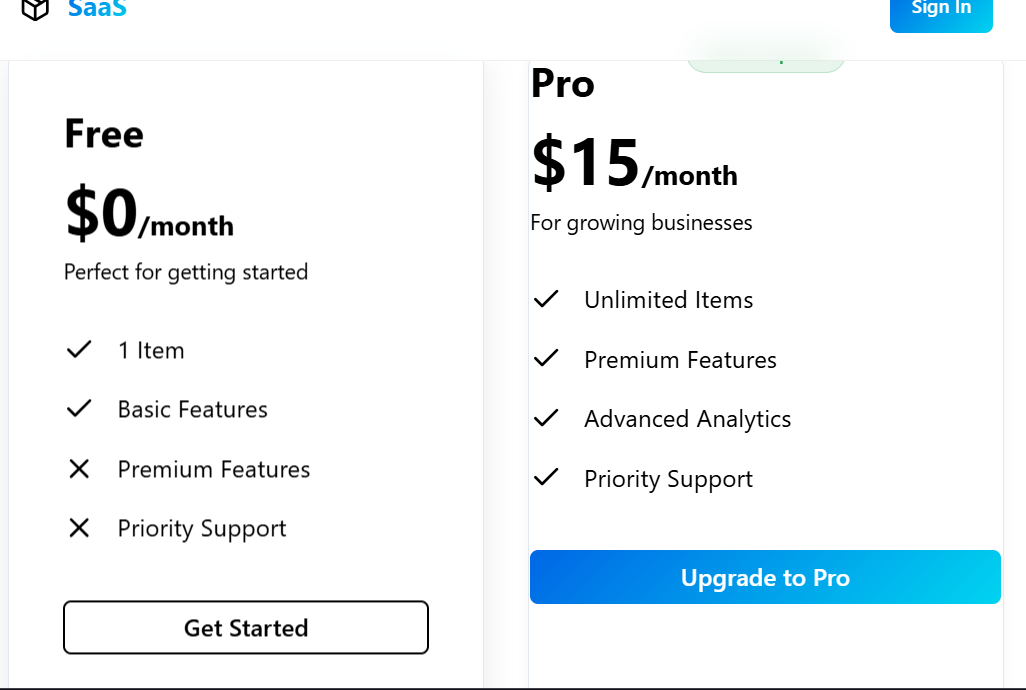 SaaS
Sign In
Free
$0/month
Perfect for getting started
1 Item
Basic Features
Premium Features
Priority Support
Get Started
Pro
$15/month
For growing businesses
Unlimited Items
Premium Features
Advanced Analytics
Priority Support
Upgrade to Pro